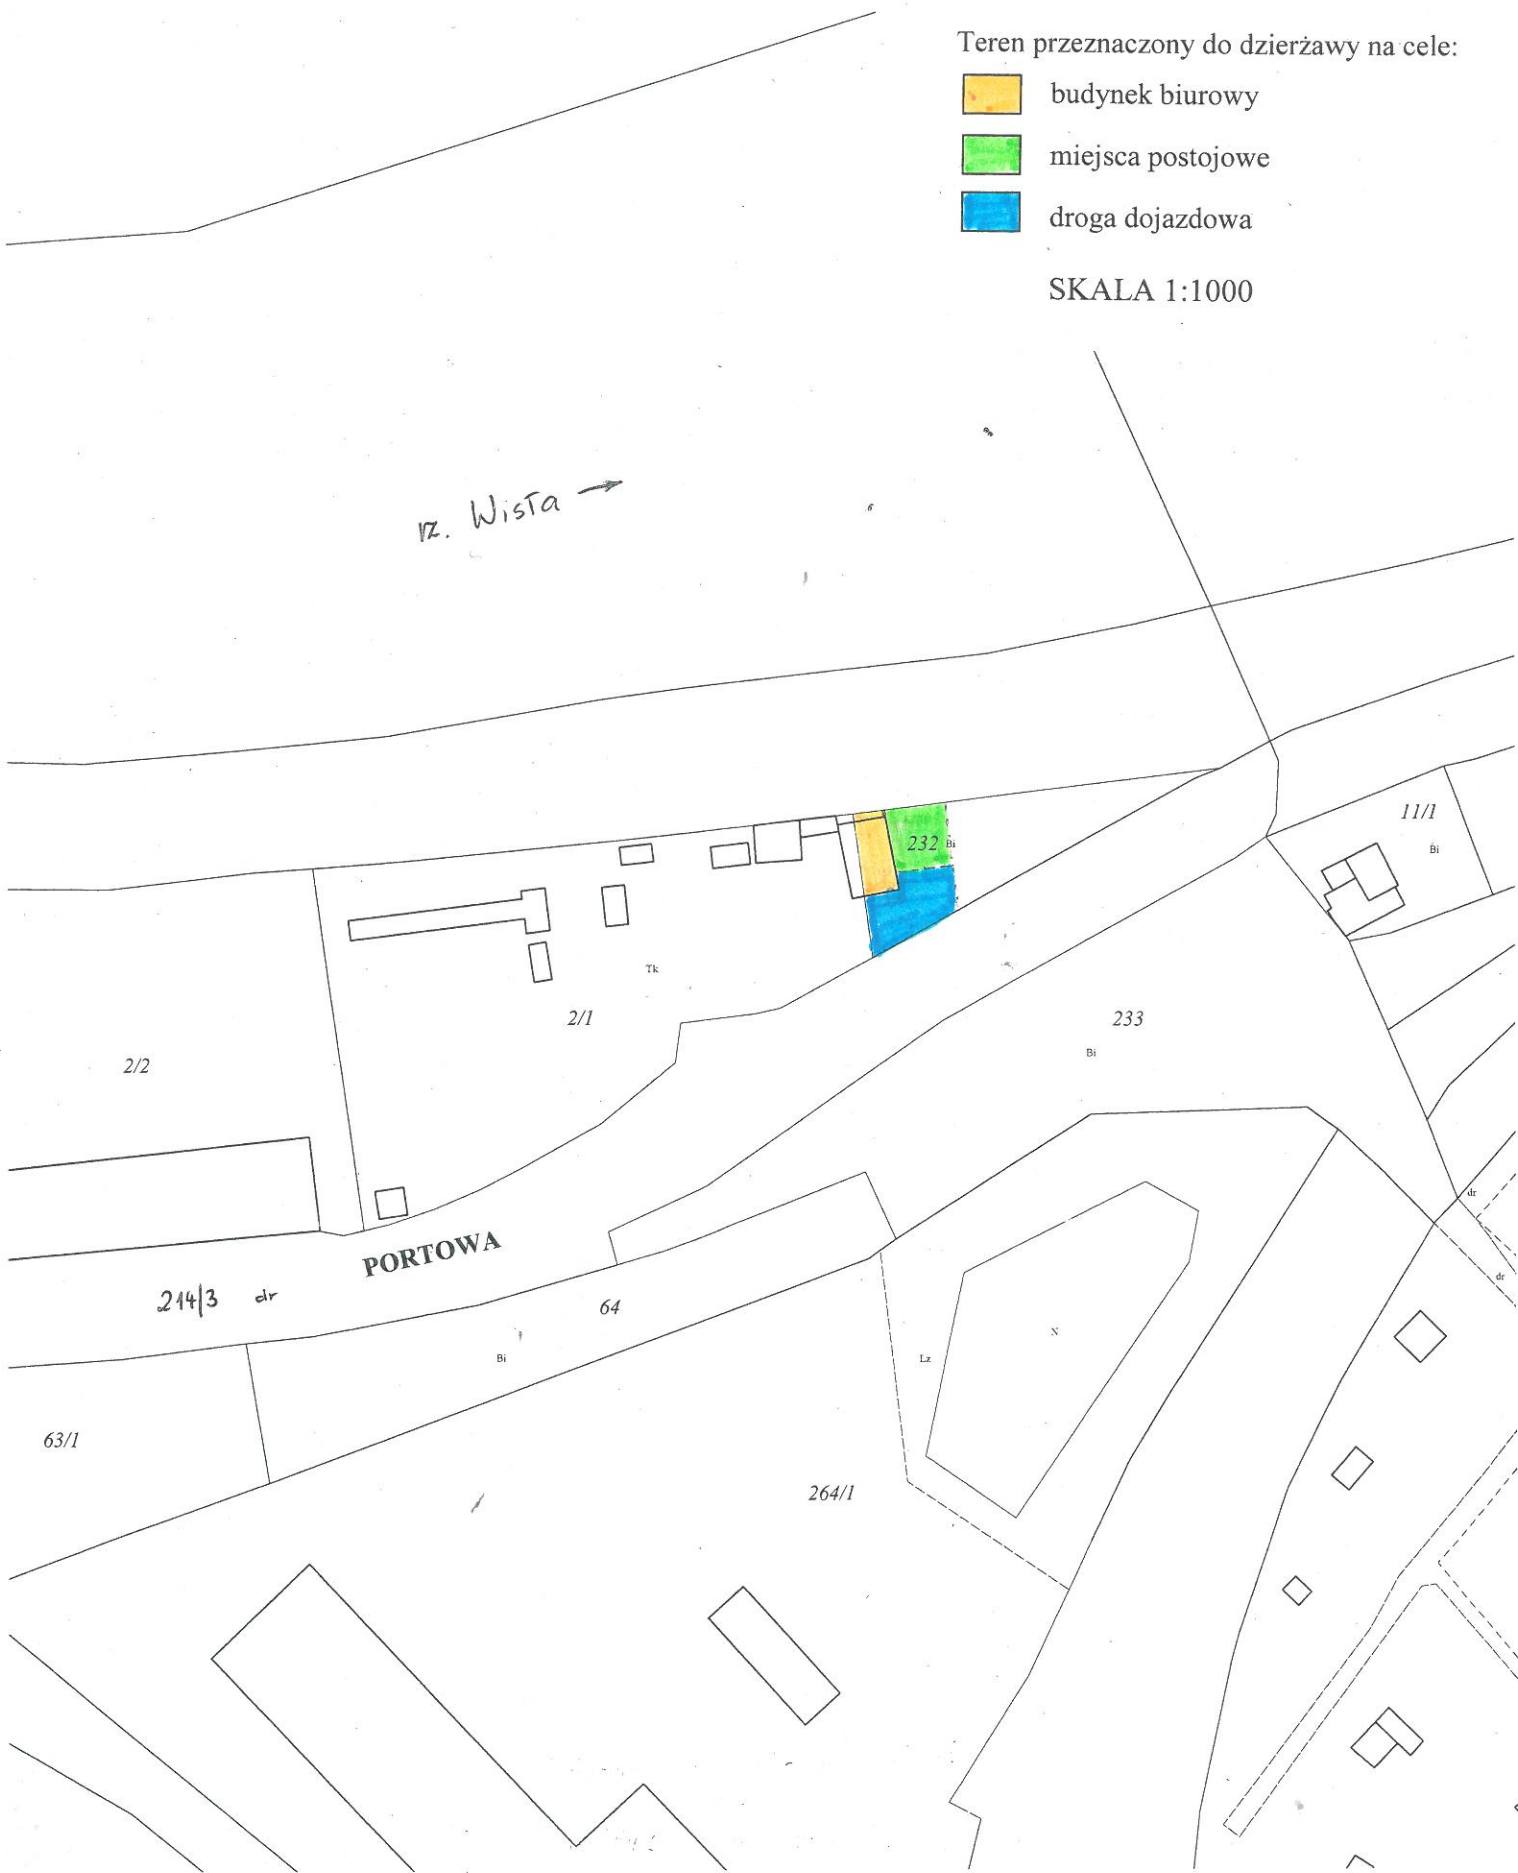 Teren przeznaczony do dzierżawy na cele:
budynek biurowy
miejsca postojowe
droga dojazdowa
SKALA 1:1000
rz. Wisła
11/1
Bi
232 Bi
Tk
2/1
233
Bi
2/2
dr
PORTOWA
214/3 dr
dr
64
Bi
Lz
N
63/1
264/1